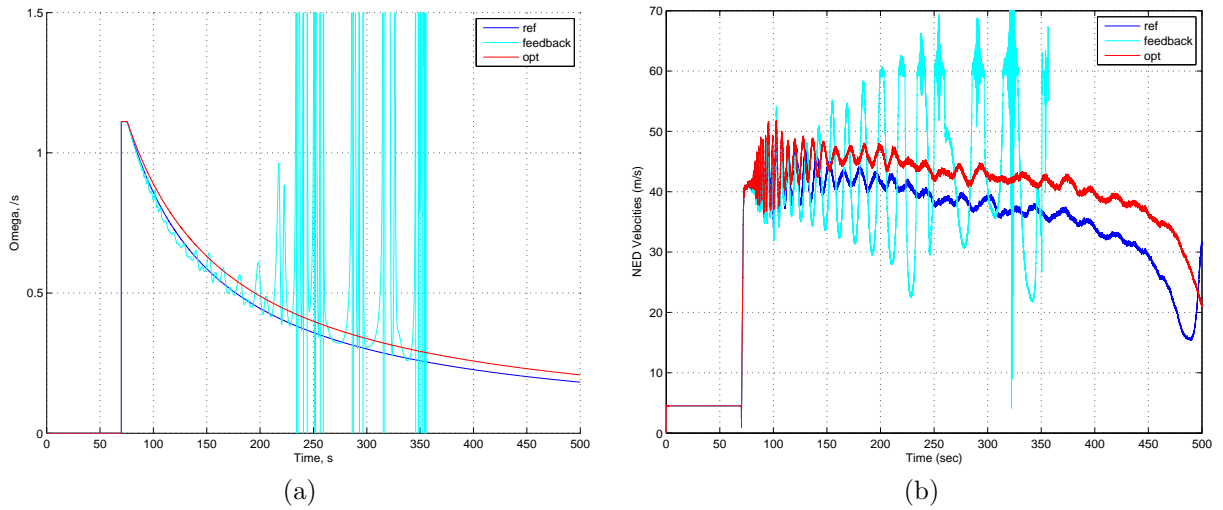 1.5
1
0.5
0
Omega, /s
ref
feedback
opt
0 50 100 150 200 250 300 350 400 450 500
Time, s
(a)
70
60
50
40
30
20
10
0
NED Velocities (m/s)
ref
feedback
opt
0 50 100 150 200 250 300 350 400 450 500
Time (sec)
(b)